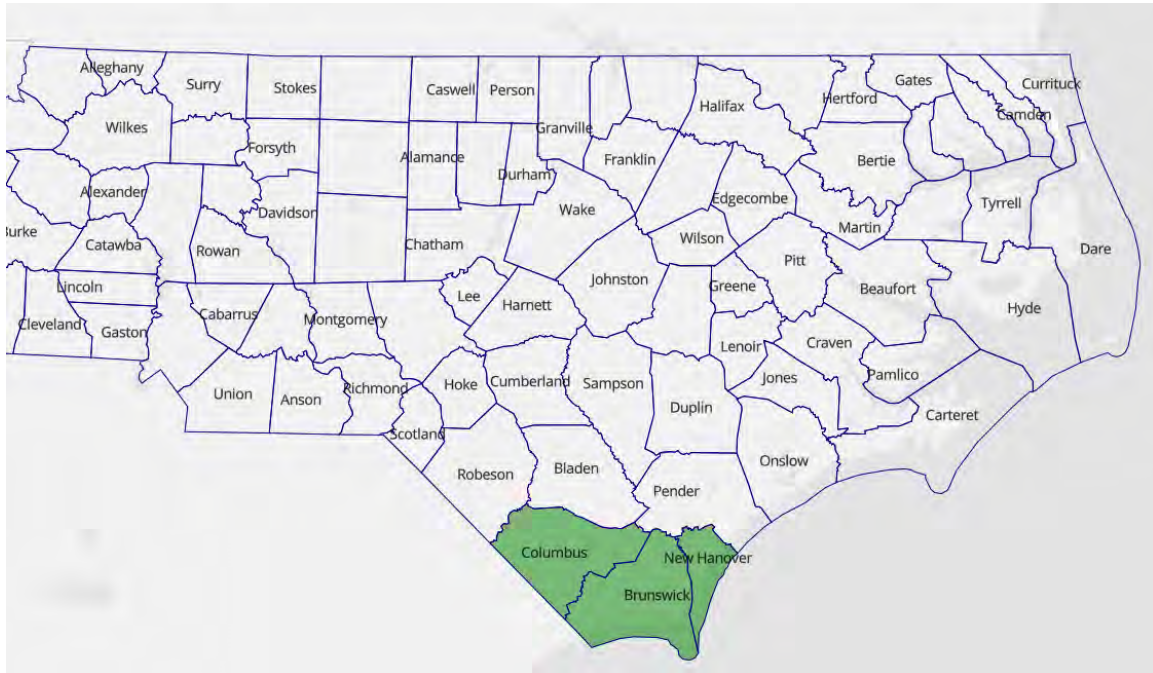 Alleghany
Surry
Stokes
Caswell
Person
Gates
Currituck
Hertford
Halifax
Camden
Wilkes
Granville
Forsyth
Alamance
Franklin
Bertie
Durham
Alexander
Edgecombe
Tyrrell
Davidson
Wake
Martin
Burke
Catawba
Rowan
Chatham
Wilson
Pitt
Dare
Lincoln
Johnston
Greene
Beaufort
Lee
Harnett
Hyde
Cleveland
Gaston
Cabarrus
Montgomery
Lenoir
Craven
Pamlico
Jones
Union
Anson
Richmond
Hoke
Cumberland
Sampson
Duplin
Carteret
Scotland
Onslow
Robeson
Bladen
Pender
Columbus
New Hanover
Brunswick